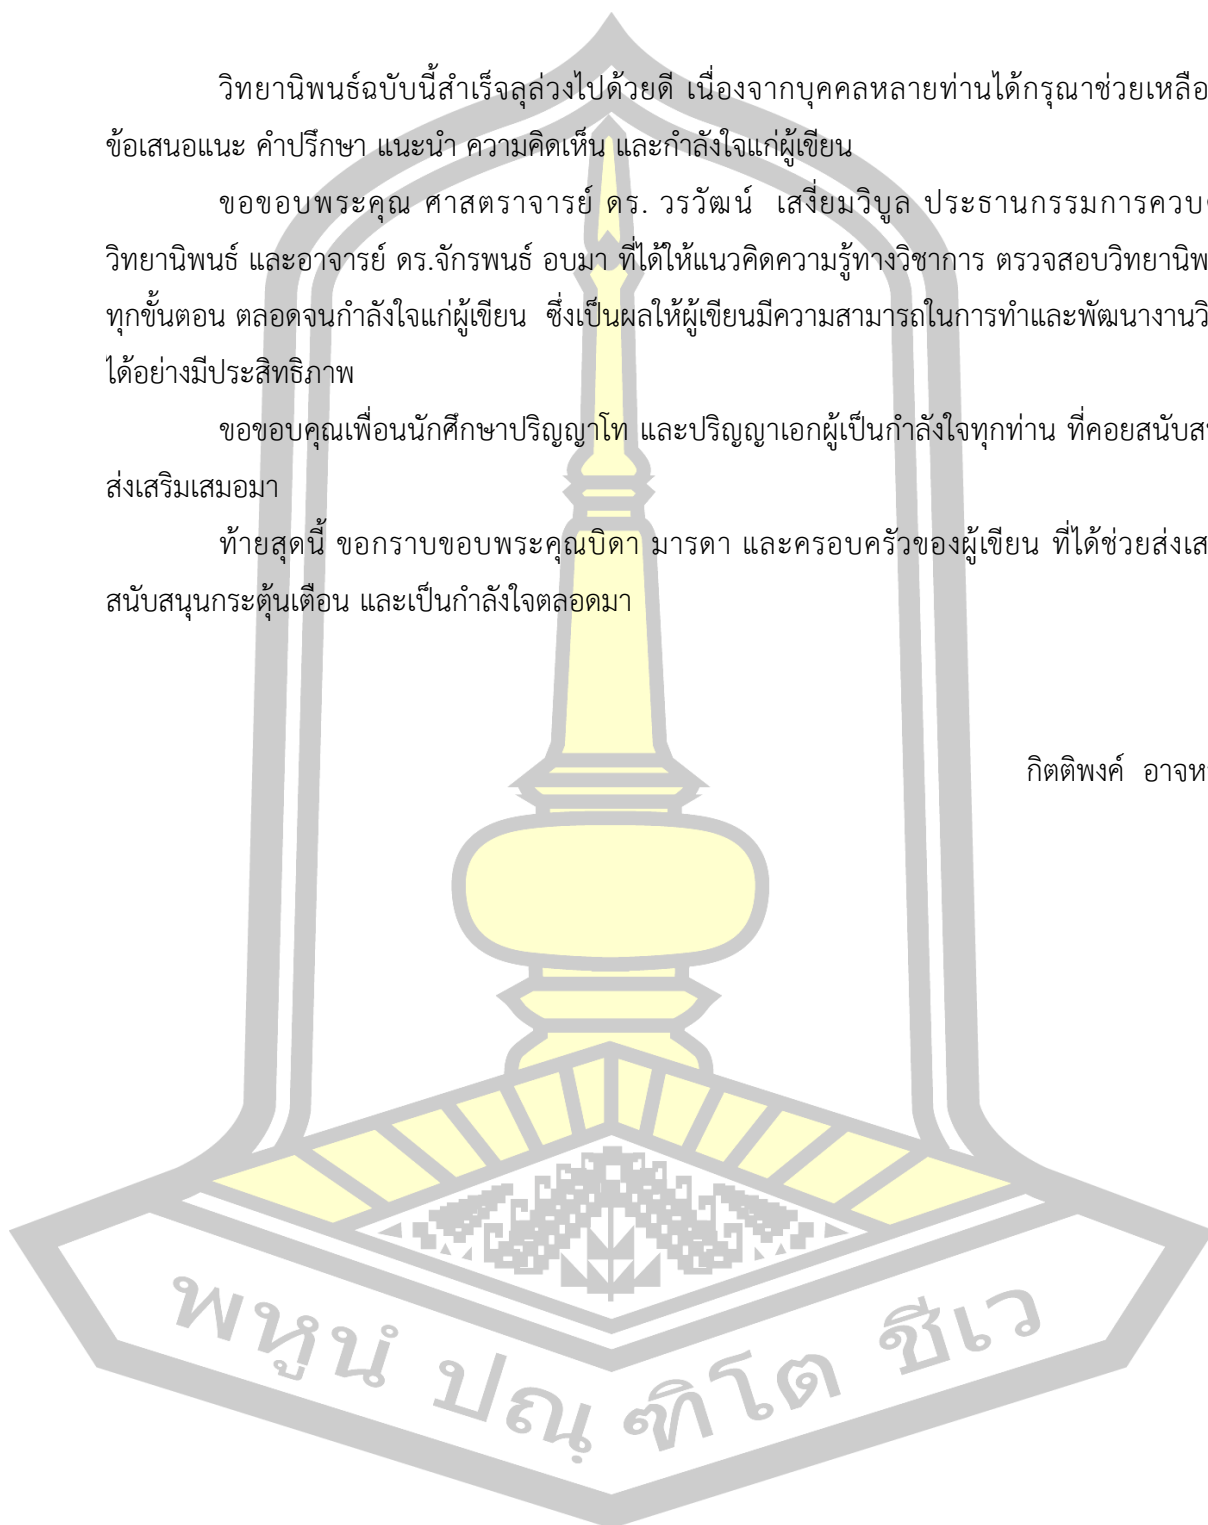 วิทยานิพนธ์ฉบับนี้สำเร็จลุล่วงไปด้วยดี เนื่องจากบุคคลหลายท่านได้กรุณาช่วยเหลือ
ข้อเสนอแนะ คำปรึกษา แนะนำ ความคิดเห็น และกำลังใจแก่ผู้เขียน
ขอขอบพระคุณ ศาสตราจารย์ ดร. วรวัฒน์ เสงี่ยมวิบูล ประธานกรรมการ
วิทยานิพนธ์ และอาจารย์ ดร.จักรพนธ์ อบมา ที่ได้ให้แนวคิดความรู้ทางวิชาการ ตรวจสอบ
ทุกขั้นตอน ตลอดจนกำลังใจแก่ผู้เขียน ซึ่งเป็นผลให้ผู้เขียนมีความสามารถในการทำและพัฒนางาน
ได้อย่างมีประสิทธิภาพ
ขอขอบคุณเพื่อนนักศึกษาปริญญาโท และปริญญาเอกผู้เป็นกำลังใจทุกท่าน ที่คอย
ส่งเสริมเสมอมา
ท้ายสุดนี้ ขอกราบขอบพระคุณบิดา มารดา และครอบครัวของผู้เขียน ที่ได้ช่วย
สนับสนุนกระตุ้นเตือน และเป็นกำลังใจตลอดมา
กิตติพงค์
พหูนํ ปณฺฑิโต ชีเว